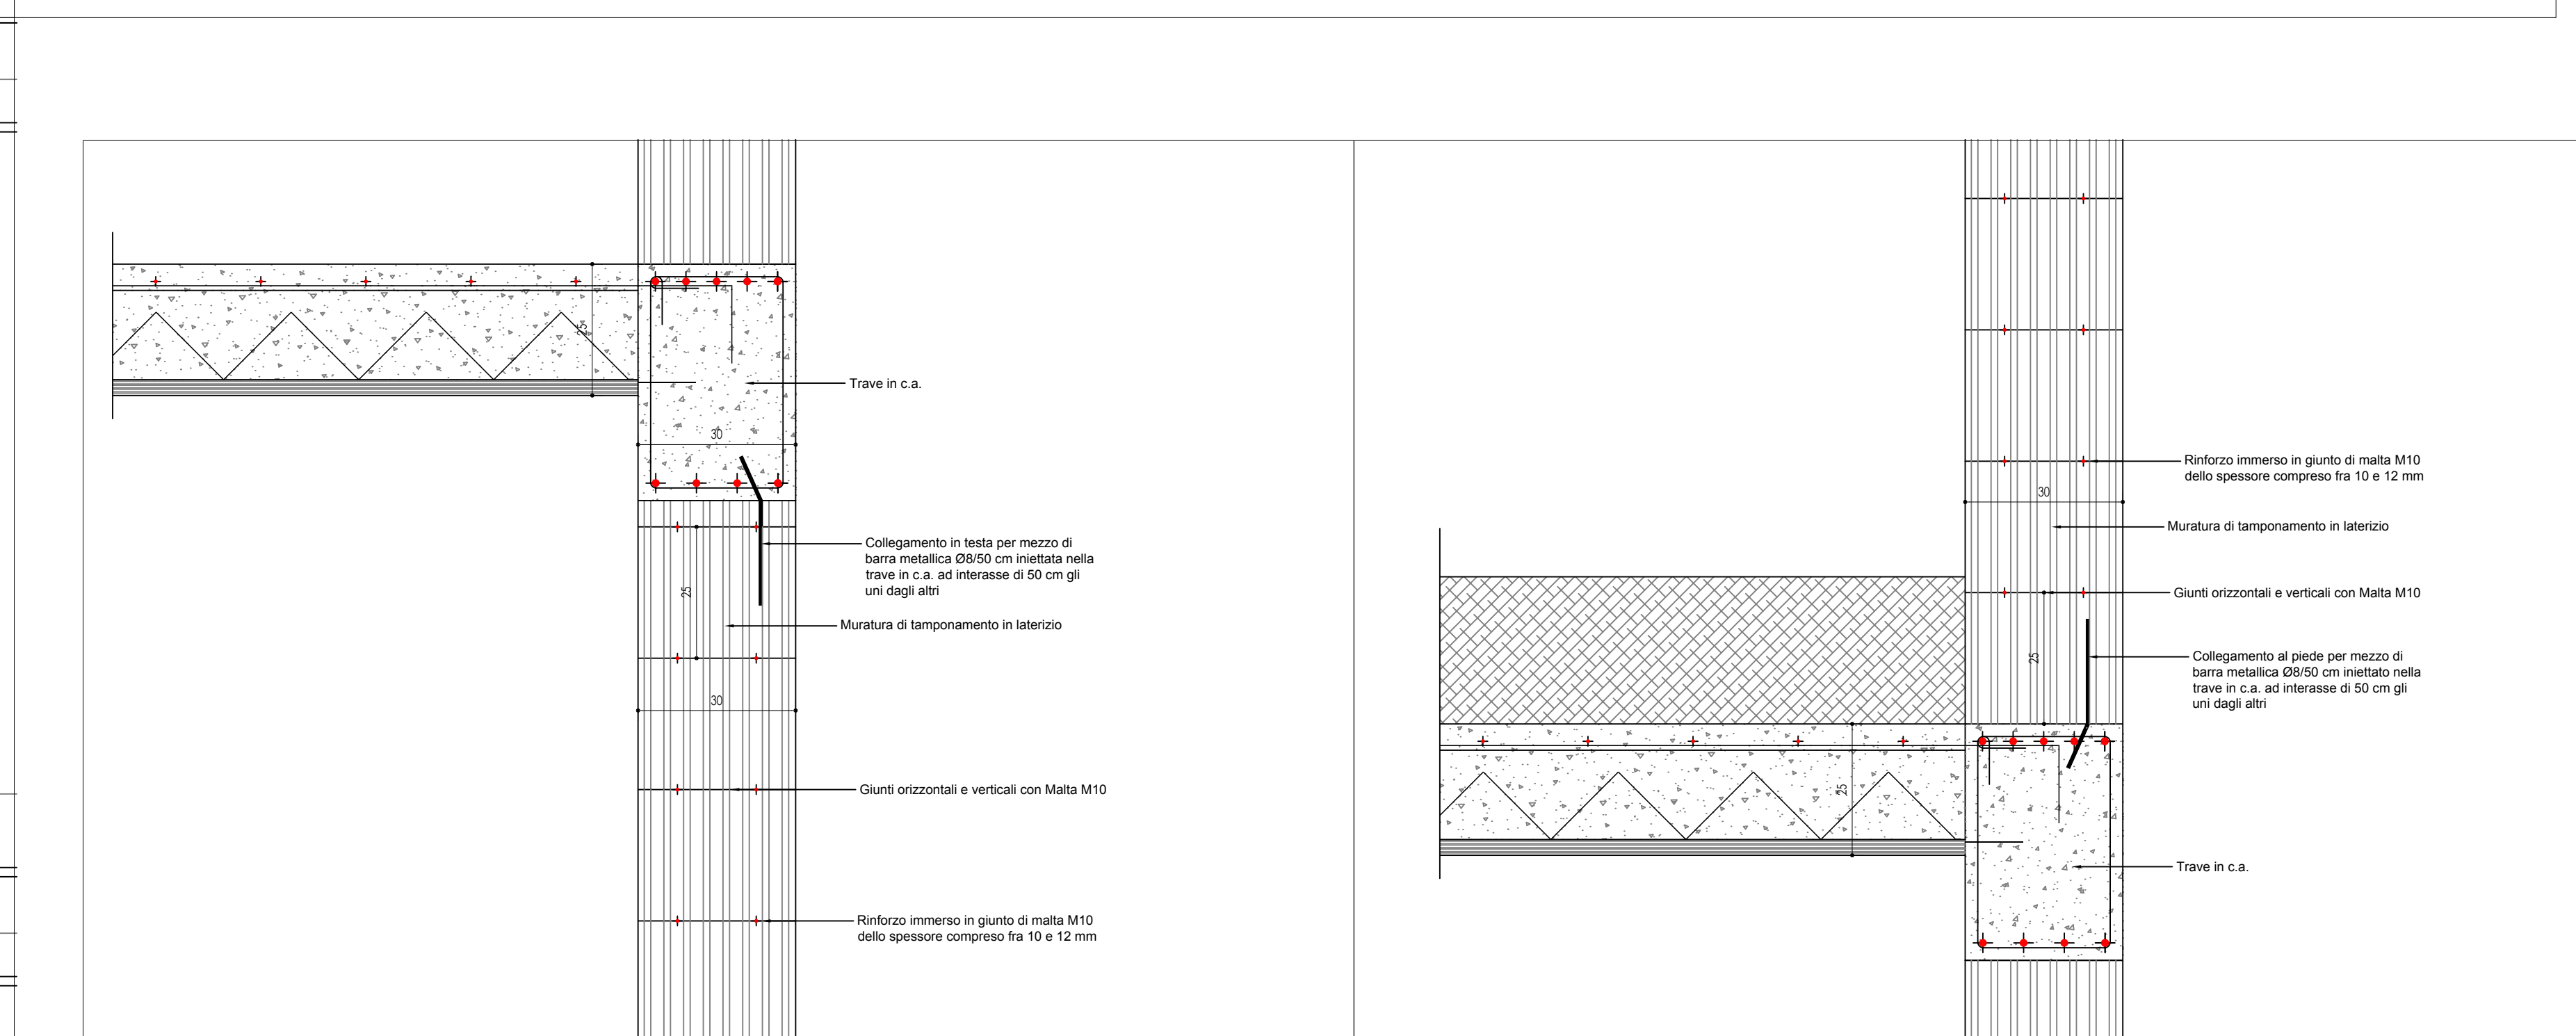 25
Trave in c.a.
30
Collegamento in testa per mezzo di
barra metallica Ø8/50 cm iniettata nella
trave in c.a. ad interasse di 50 cm gli
uni dagli altri
25
Muratura di tamponamento in laterizio
30
Giunti orizzontali e verticali con Malta M10
Rinforzo immerso in giunto di malta M10
dello spessore compreso fra 10 e 12 mm
Rinforzo immerso in giunto di malta M10
dello spessore compreso fra 10 e 12 mm
30
Muratura di tamponamento in laterizio
Giunti orizzontali e verticali con Malta M10
25
Collegamento al piede per mezzo di
barra metallica Ø8/50 cm iniettato nella
trave in c.a. ad interasse di 50 cm gli
uni dagli altri
25
Trave in c.a.